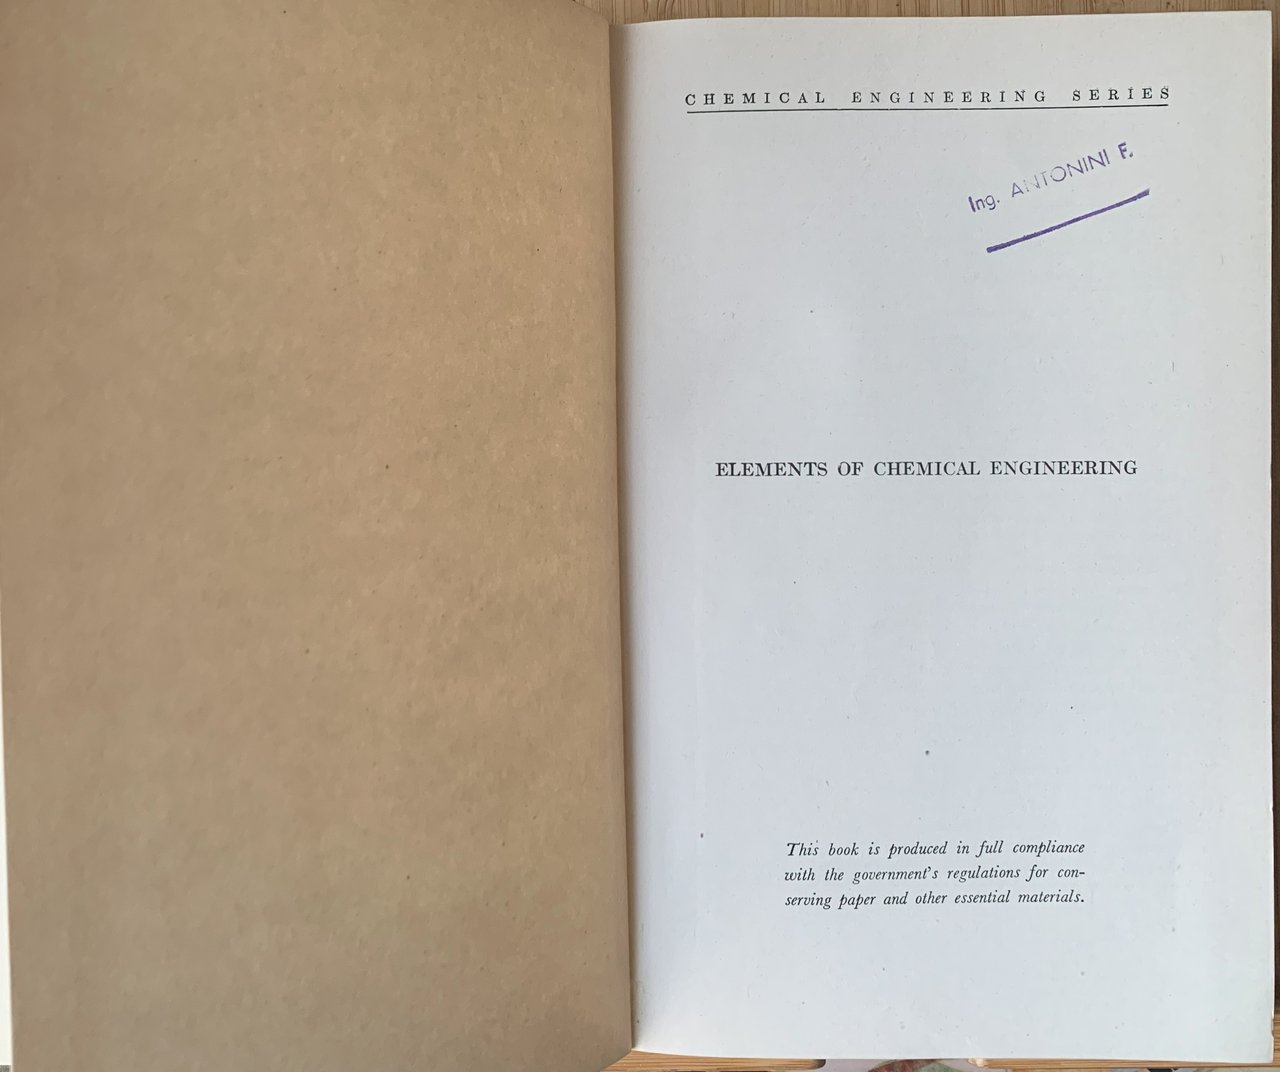 CHEMICAL ENGINEERING SERIES
Ing. ANTONINI F.
ELEMENTS OF CHEMICAL ENGINEERING
This book is produced in full compliance
with the government's regulations for con-
serving paper and other essential materials.